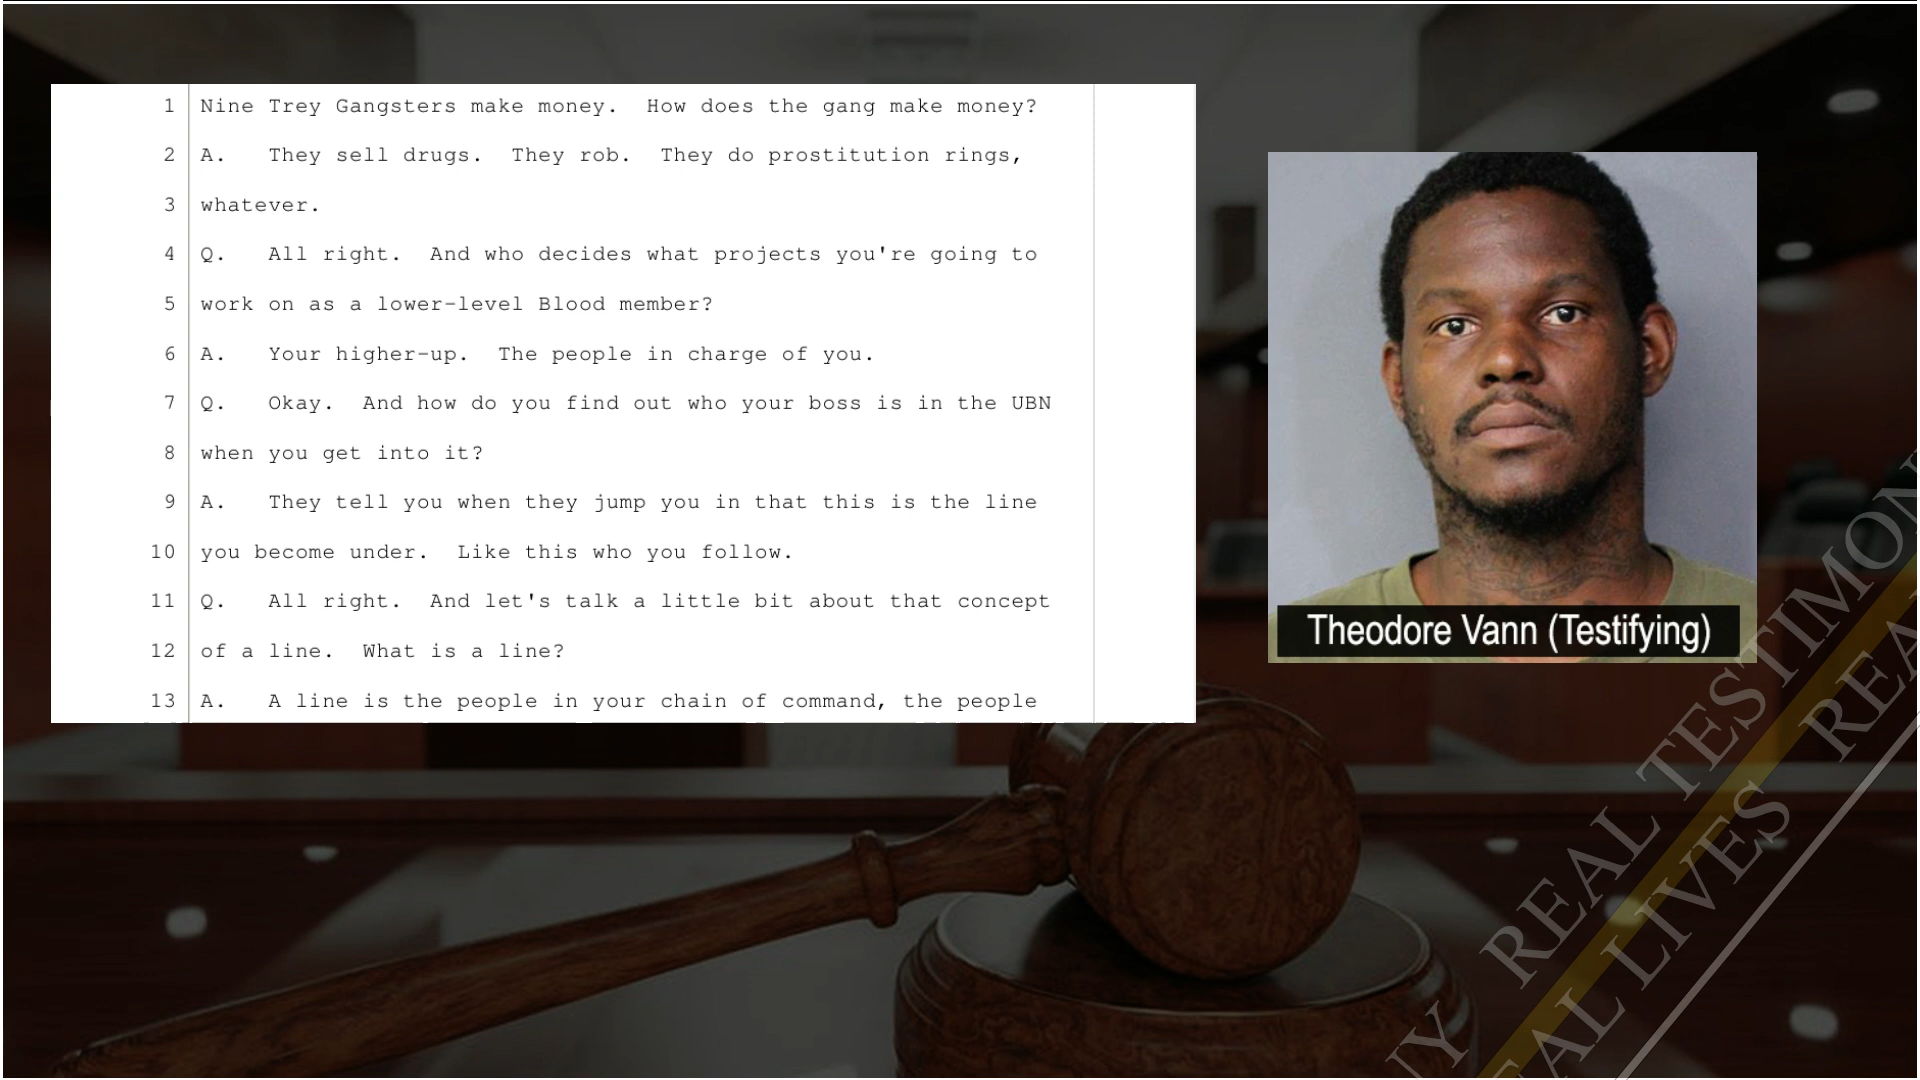 1 Nine Trey Gangsters make money. How does the gang make money?
2 A. They sell drugs. They rob. They do prostitution rings,
3 whatever.
4 Q. All right. And who decides what projects you're going to
5 work on as a lower-level Blood member?
6 A. Your higher-up. The people in charge of you.
7 Q. Okay. And how do you find out who your boss is in the UBN
8 when you get into it?
9 A. They tell you when they jump you in that this is the line
10 you become under. Like this who you follow.
11 Q. All right. And let's talk a little bit about that concept
12 of a line. What is a line?
13 A. A line is the people in your chain of command, the people
Theodore Vann (Testifying)
REAL TESTIMON
REAL LIVES